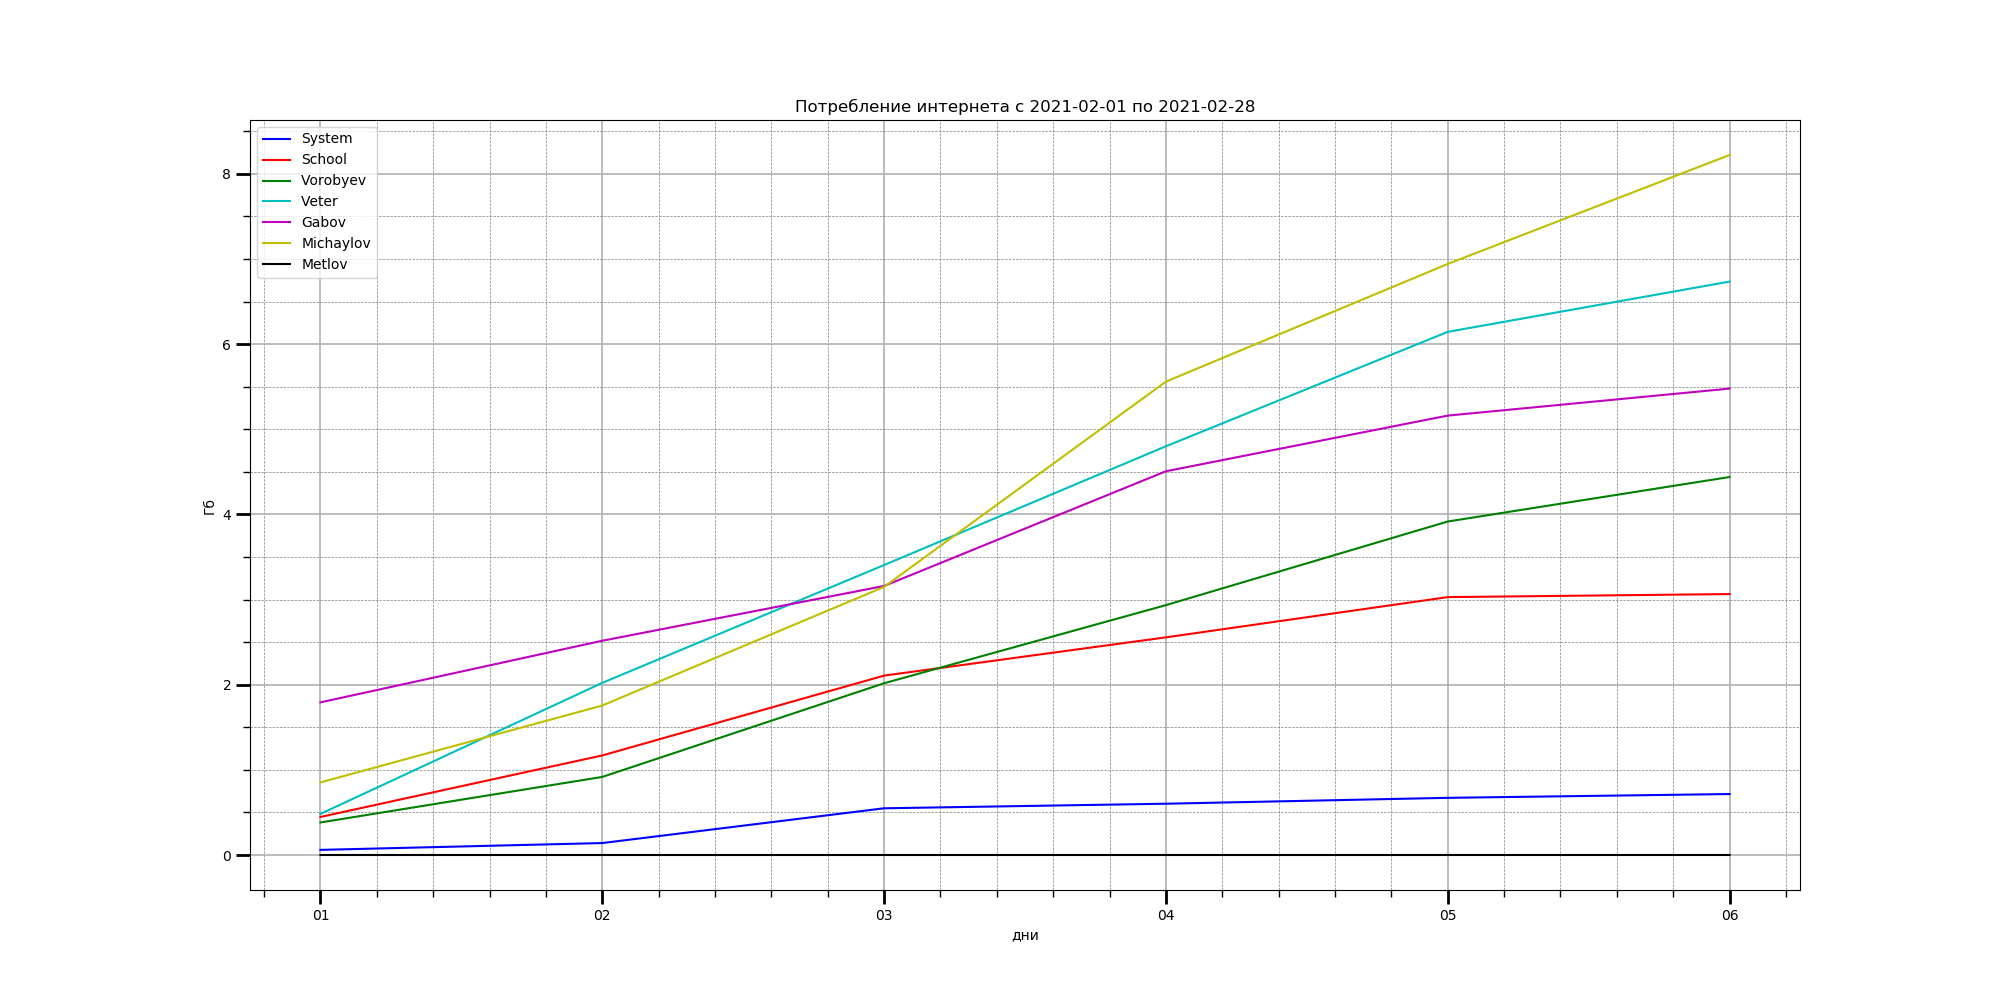 Потребление интернета с 2021-02-01 по 2021-02-28
System
School
Vorobyev
Veter
Gabov
Michaylov
Metlov
8
6
4
2
0
Гб
01 02 03 04 05 06
дни